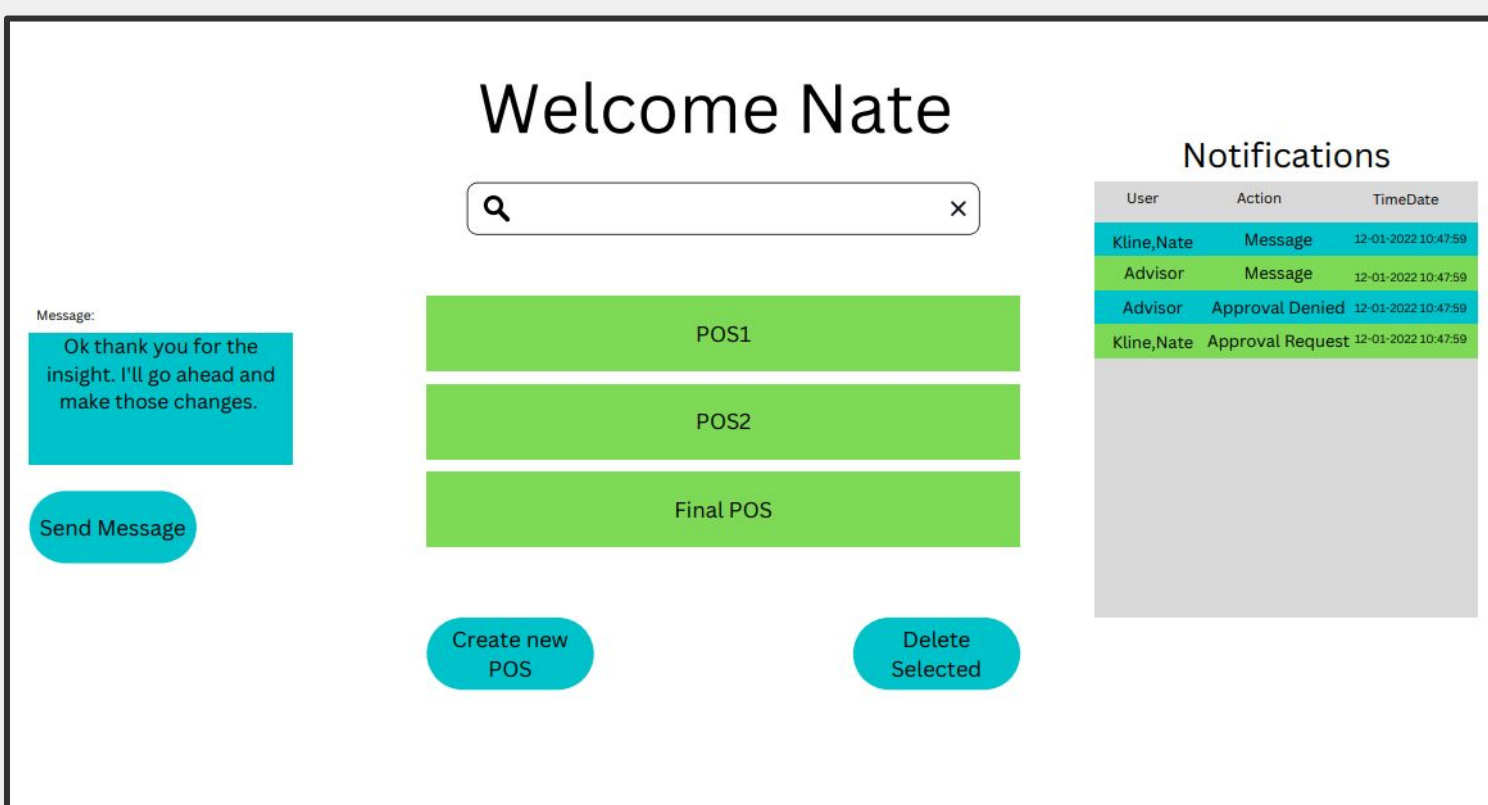 Welcome Nate
Notifications
User Action TimeDate
Kline,Nate Message 12-01-2022 10:47:59
Advisor Message 12-01-2022 10:47:59
Advisor Approval Denied 12-01-2022 10:47:59
Kline,Nate Approval Request 12-01-2022 10:47:59
Message:
Ok thank you for the
insight. I'll go ahead and
make those changes.
Send Message
POS1
POS2
Final POS
Create new
POS
Delete
Selected